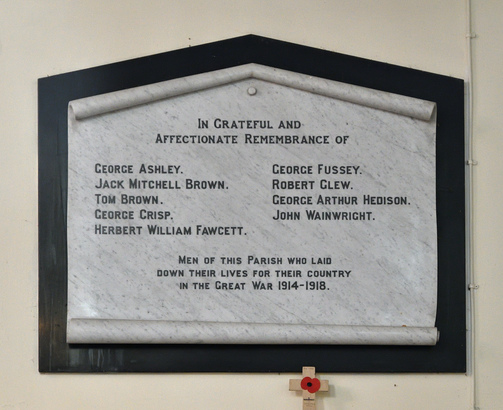 In Grateful and
Affectionate Remembrance of
George Ashley.
Jack Mitchell Brown.
Tom Brown.
George Crisp.
Herbert William Fawcett.
George Fussey.
Robert Glew.
George Arthur Hedison.
John Wainwright.
Men of this Parish who laid
down their lives for their country
in the Great War 1914-1918.